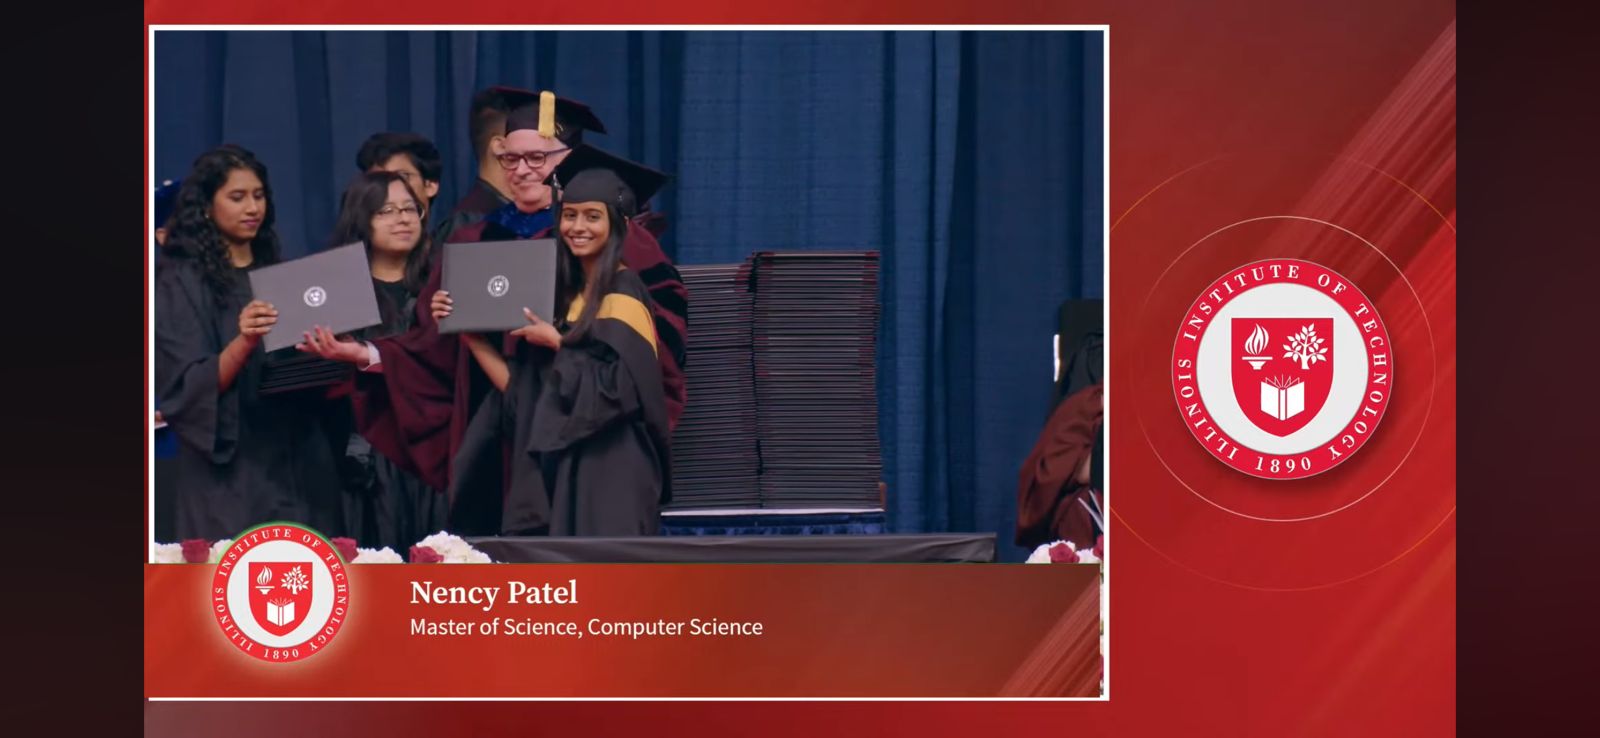 ILLINOIS INSTITUTE OF TECHNOLOGY
1890
ILLINOIS INSTITUTE OF TECHNOLOGY
1890
Nency Patel
Master of Science, Computer Science